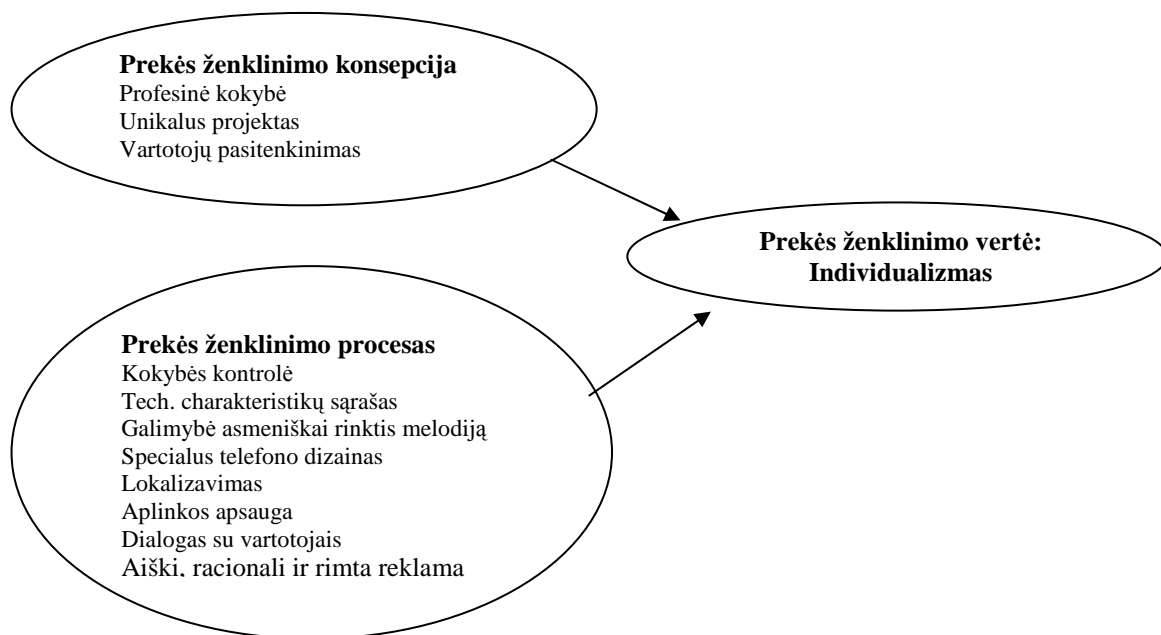 Prekės ženklinimo konsepcija
Profesinė kokybė
Unikalus projektas
Vartotojų pasitenkinimas
Prekės ženklinimo vertė:
Individualizmas
Prekės ženklinimo procesas
Kokybės kontrolė
Tech. charakteristikų sąrašas
Galimybė asmeniškai rinktis melodiją
Specialus telefono dizainas
Lokalizavimas
Aplinkos apsauga
Dialogas su vartotojais
Aiški, racionali ir rimta reklama